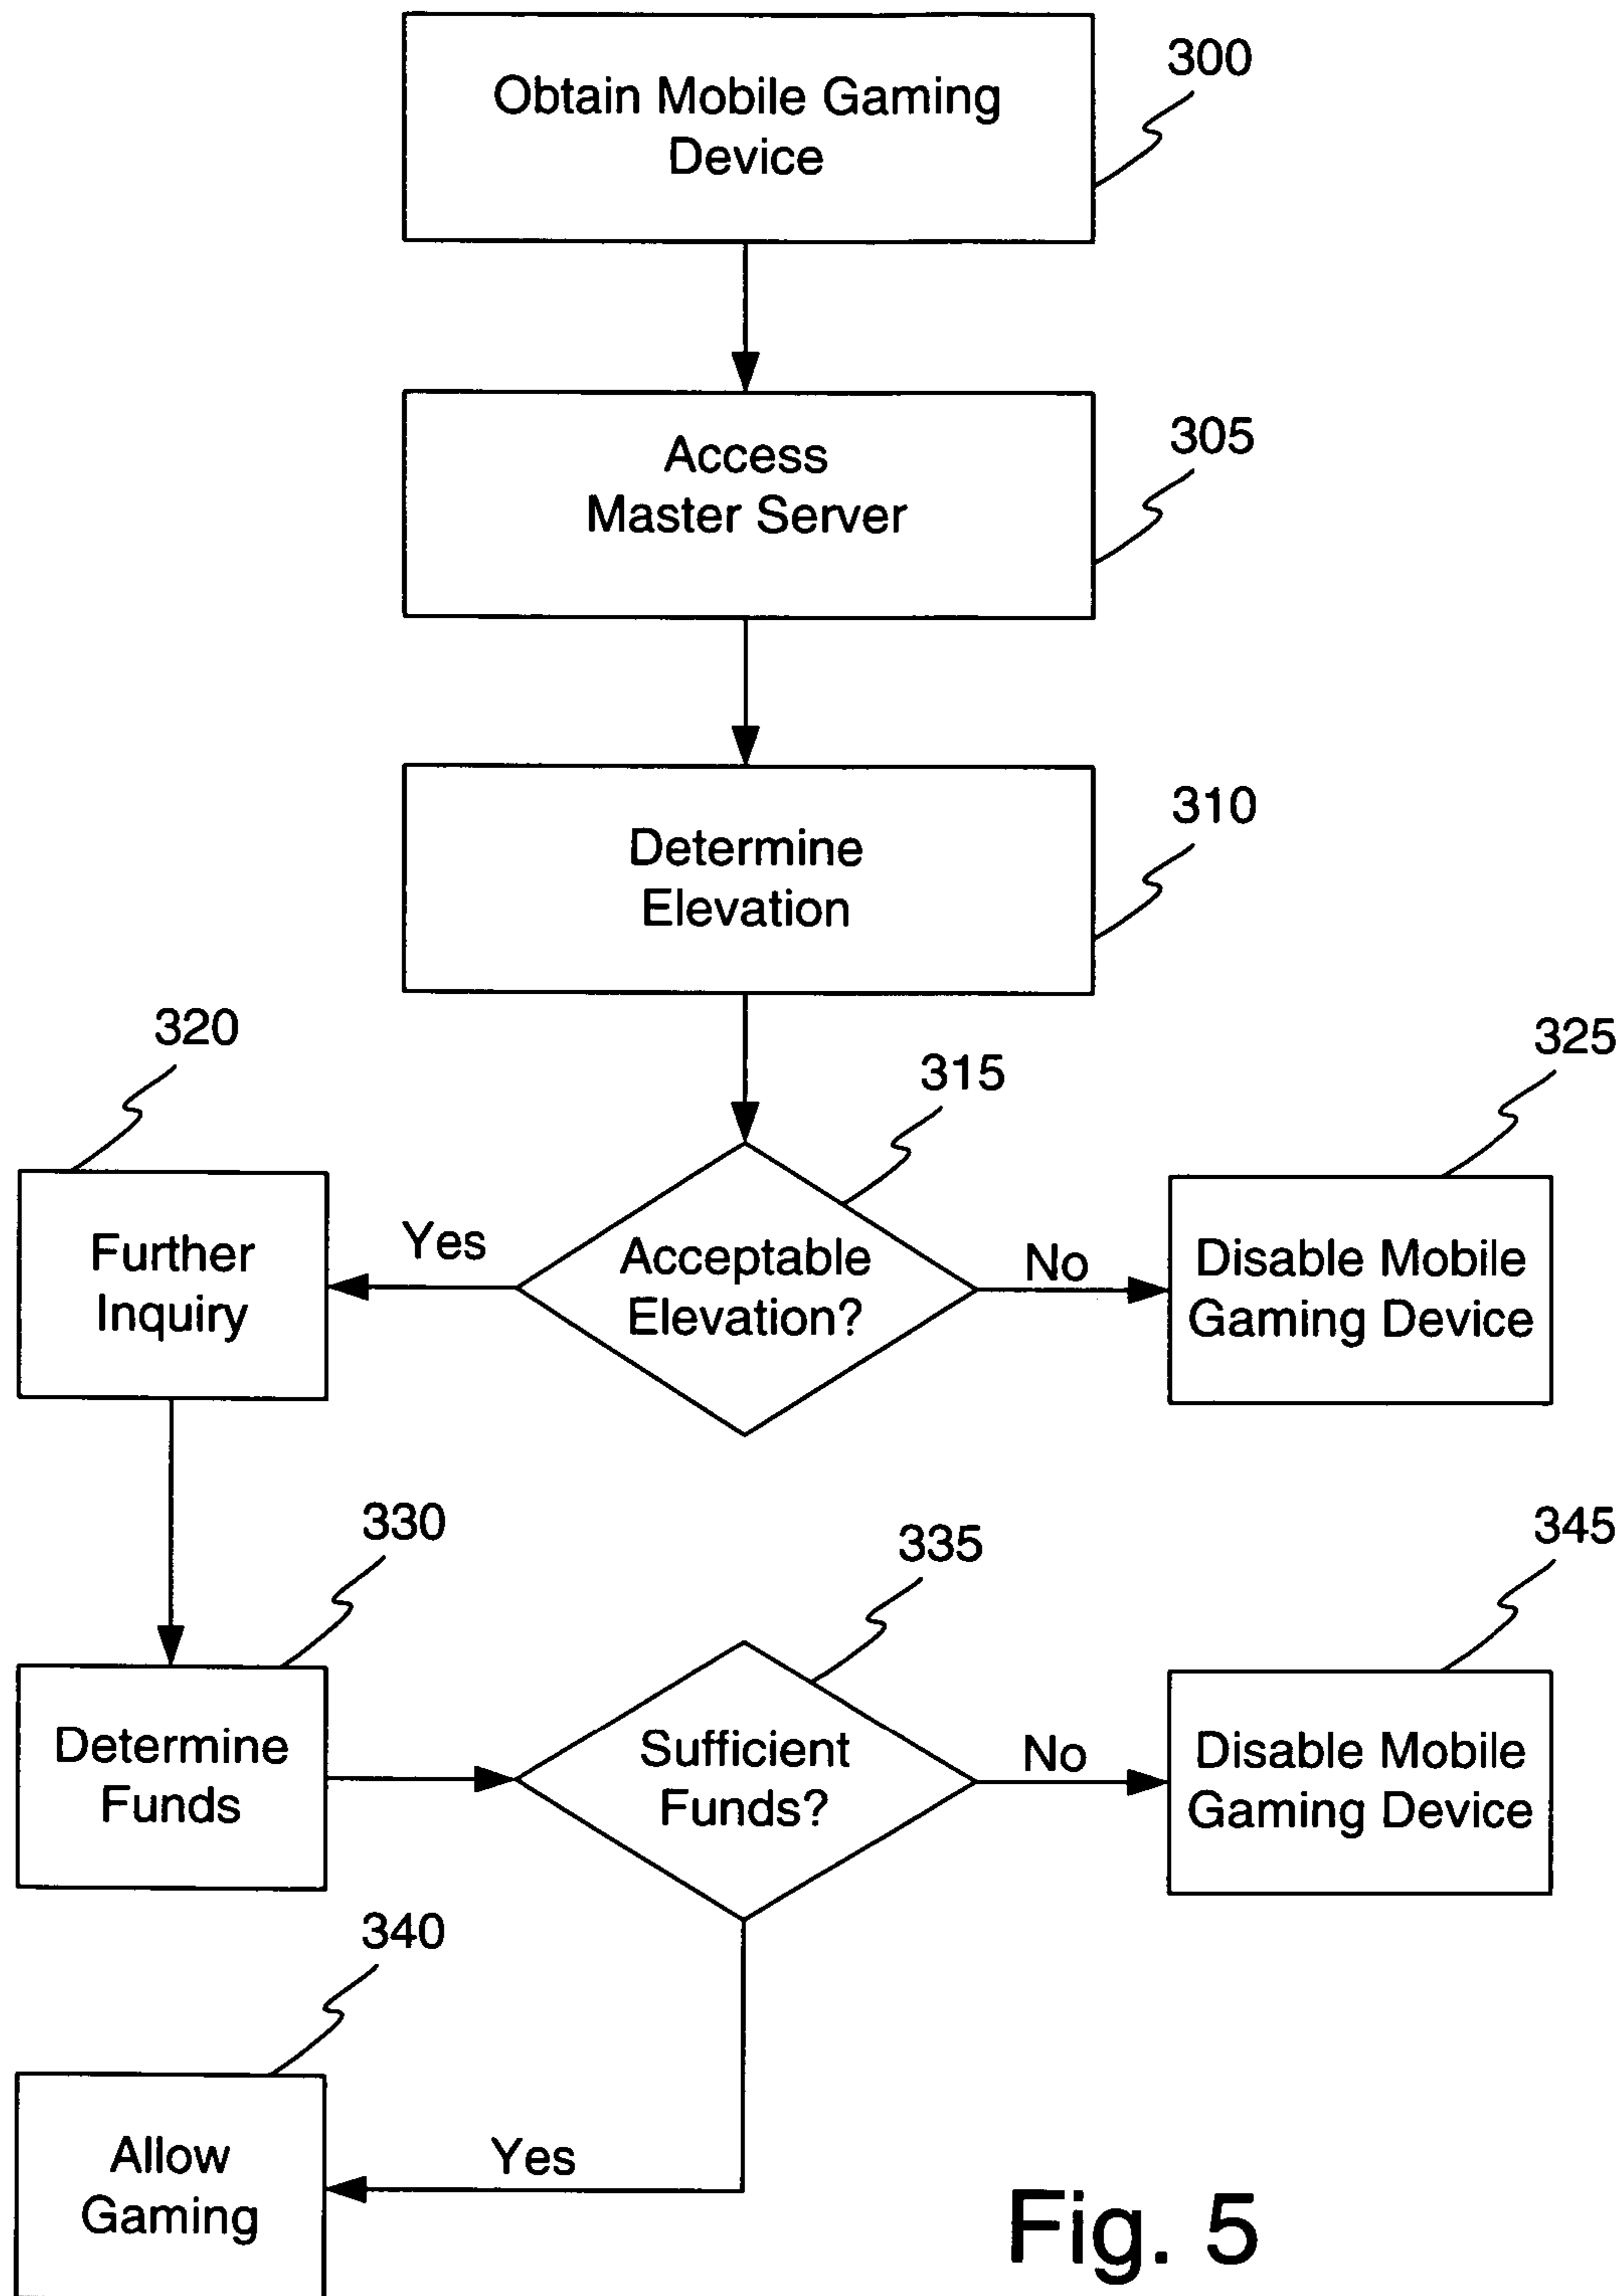 Obtain Mobile Gaming
Device
300
Access
Master Server
305
Determine
Elevation
310
320
315
325
Further
Inquiry
Yes
Acceptable
Elevation?
No
Disable Mobile
Gaming Device
330
335
345
Determine
Funds
Sufficient
Funds?
No
Disable Mobile
Gaming Device
340
Allow
Gaming
Yes
Fig. 5